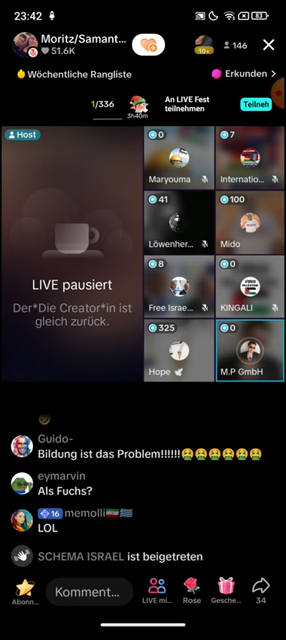 23:42
83
Moritz/Samant...
51.6K
10+
146
Wöchentliche Rangliste
Erkunden >
1/336
3h40m
An LIVE Fest
teilnehmen
Teilneh
Host
LIVE pausiert
Der*Die Creator*in ist
gleich zurück.
0
Maryouma
7
Internatio...
41
Löwenher...
100
Mido
8
Free Israe...
0
KINGALI
325
Hope 🕊
0
M.P GmbH
Guido-
Bildung ist das Problem!!!!!!🤮🤮🤮🤮🤮🤮
eymarvin
Als Fuchs?
16 memolli🇮🇷🇬🇷
LOL
SCHEMA ISRAEL ist beigetreten
Abonn...
Komment...
LIVE mi...
Rose
Gesche...
34